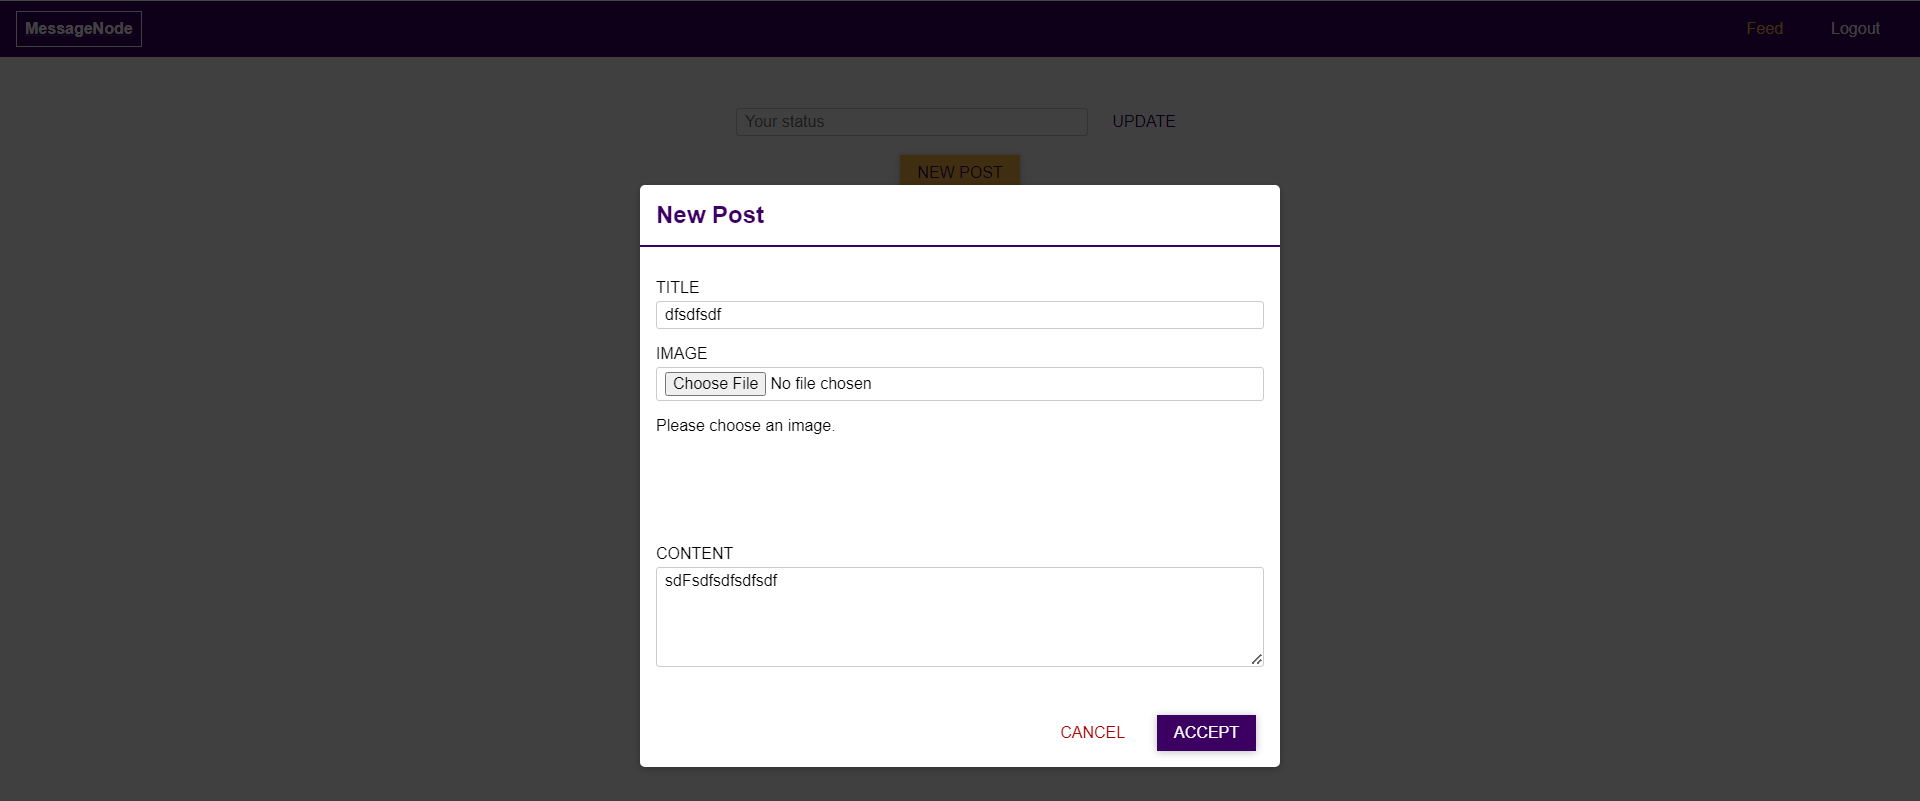 MessageNode
Feed
Logout
Your status
UPDATE
NEW POST
New Post
TITLE
dfsdfsdf
IMAGE
Choose File No file chosen
Please choose an image.
CONTENT
sdFsdfsdfsdfsdf
CANCEL
ACCEPT